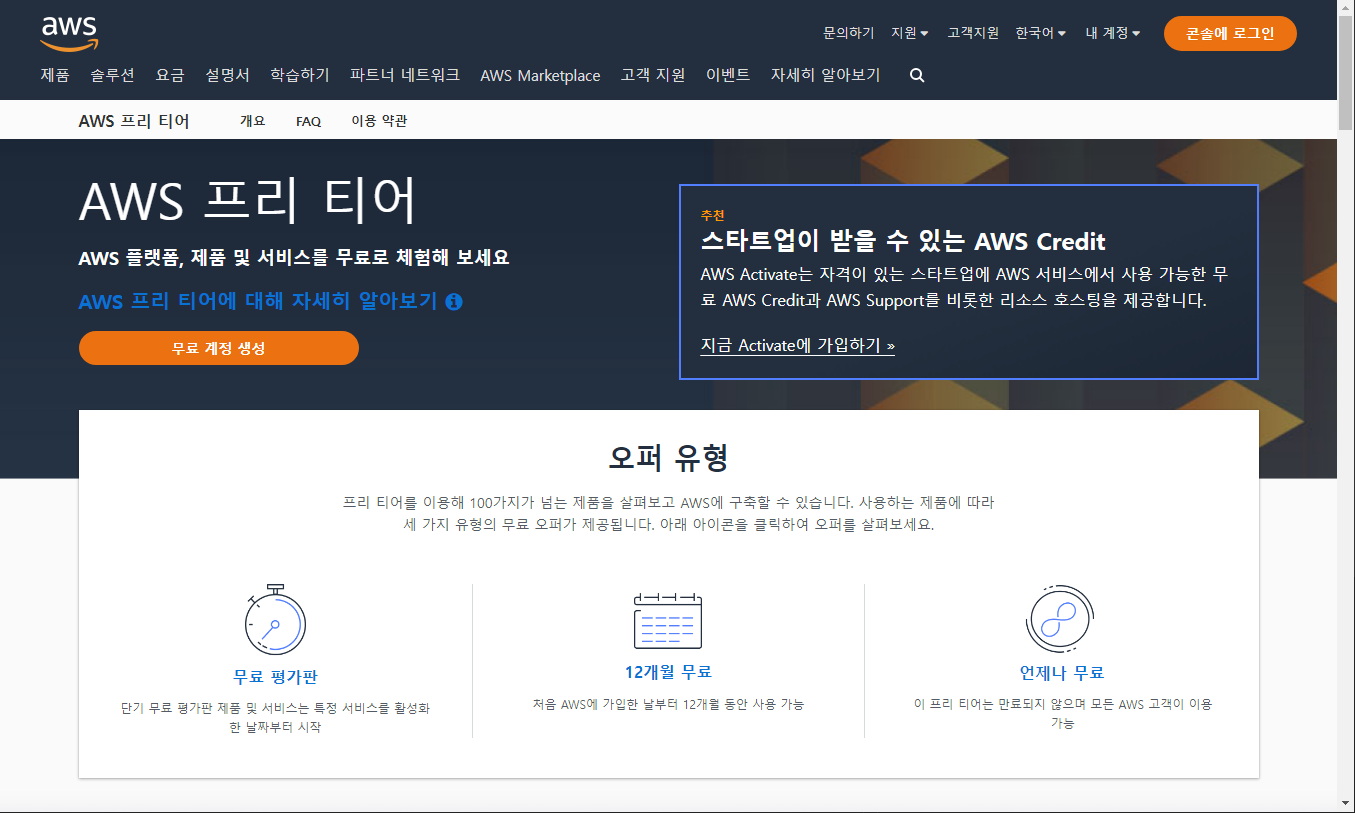 aws
문의하기 지원 고객지원 한국어 내 계정 콘솔에 로그인
제품 솔루션 요금 설명서 학습하기 파트너 네트워크 AWS Marketplace 고객 지원 이벤트 자세히 알아보기
AWS 프리 티어 개요 FAQ 이용 약관
AWS 프리 티어
AWS 플랫폼, 제품 및 서비스를 무료로 체험해 보세요
AWS 프리 티어에 대해 자세히 알아보기
무료 계정 생성
추천
스타트업이 받을 수 있는 AWS Credit
AWS Activate는 자격이 있는 스타트업에 AWS 서비스에서 사용 가능한 무
료 AWS Credit과 AWS Support를 비롯한 리소스 호스팅을 제공합니다.
지금 Activate에 가입하기 »
오퍼 유형
프리 티어를 이용해 100가지가 넘는 제품을 살펴보고 AWS에 구축할 수 있습니다. 사용하는 제품에 따라
세 가지 유형의 무료 오퍼가 제공됩니다. 아래 아이콘을 클릭하여 오퍼를 살펴보세요.
무료 평가판
단기 무료 평가판 제품 및 서비스는 특정 서비스를 활성화
한 날짜부터 시작
12개월 무료
처음 AWS에 가입한 날부터 12개월 동안 사용 가능
언제나 무료
이 프리 티어는 만료되지 않으며 모든 AWS 고객이 이용
가능